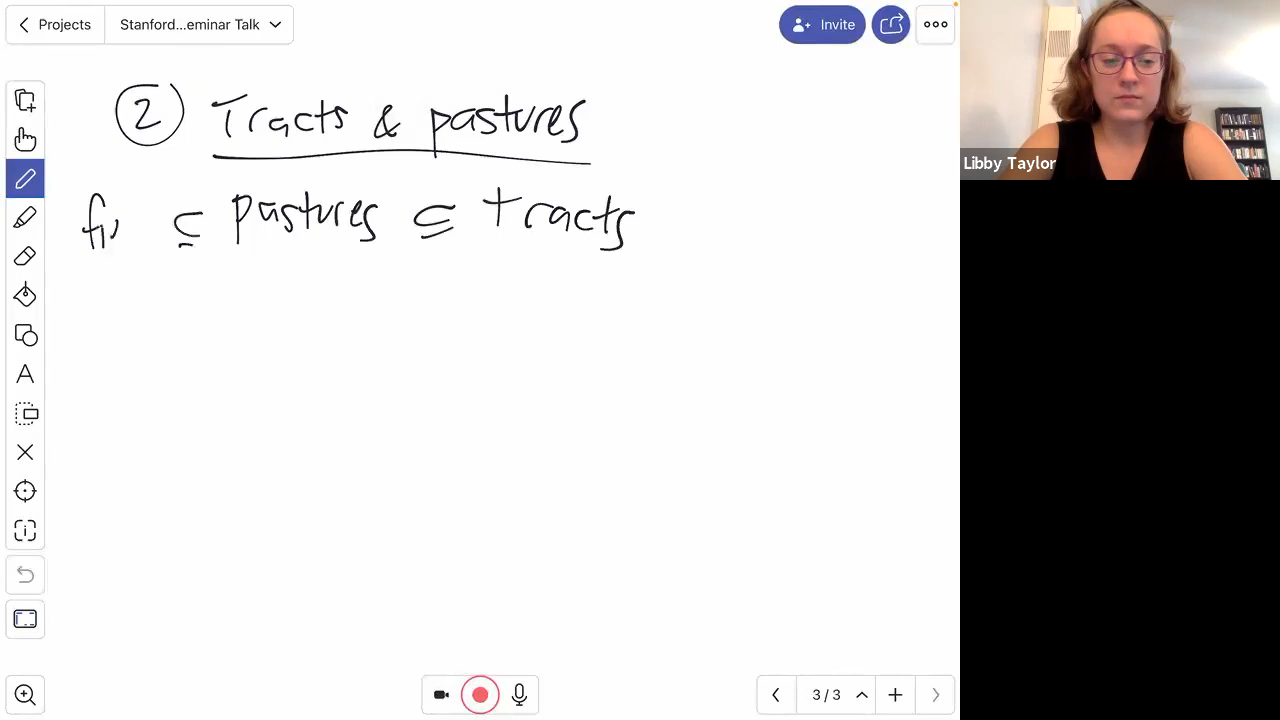 Projects
Stanford...eminar Talk
Invite
② Tracts & pastures
⊆ pastures ⊆ tracts
Libby Taylor
3 / 3